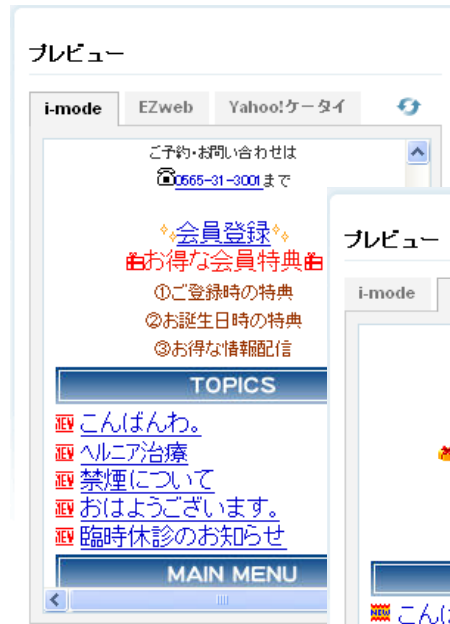 プレビュー
i-mode EZweb Yahoo!ケータイ
ご予約・お問い合わせは
☎0565-31-3001まで
会員登録
お得な会員特典
①ご登録時の特典
②お誕生日時の特典
③お得な情報配信
TOPICS
NEW こんばんわ。
NEW ヘルニア治療
NEW 禁煙について
NEW おはようございます。
NEW 臨時休診のお知らせ
MAIN MENU
プレビュー
i-mode
NEW こんは